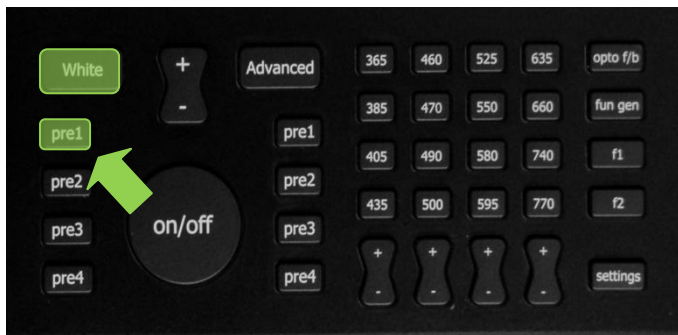 White
+
-
Advanced
pre1
pre2
pre3
pre4
on/off
pre1
pre2
pre3
pre4
365 460 525 635 opto f/b
385 470 550 660 fun gen
405 490 580 740 f1
435 500 595 770 f2
+ + + +
- - - -
settings